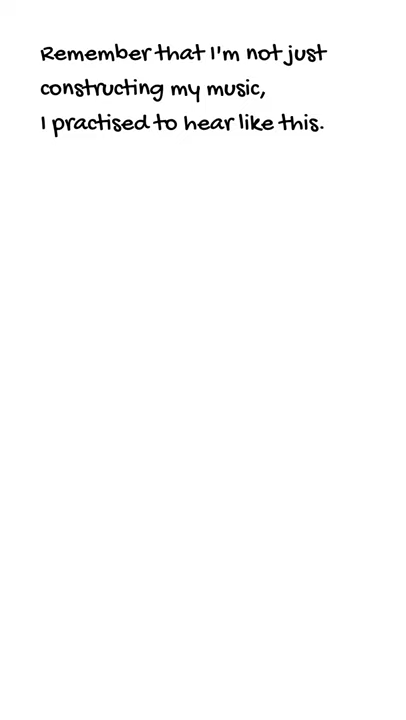 Remember that I'm not just
constructing my music,
I practised to hear like this.